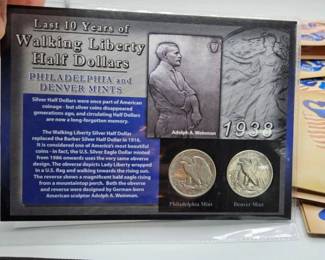 Last 10 Years of
Walking Liberty
Half Dollars
PHILADELPHIA and
DENVER MINTS
Silver Half Dollars were once part of American
coinage - but silver coins disappeared
generations ago, and circulating Half Dollars
are now a long-forgotten memory.
The Walking Liberty Silver Half Dollar
replaced the Barber Silver Half Dollar in 1916.
It is considered one of America's most beautiful
coins - in fact, the U.S. Silver Eagle Dollar minted
from 1986 onwards uses the very same obverse
design. The obverse depicts Lady Liberty wrapped
in a U.S. flag and walking towards the rising sun.
The reverse shows a magnificent bald eagle rising
from a mountaintop perch. Both the obverse
and reverse were designed by German-born
American sculptor Adolph A. Weinman.
Adolph A. Weinman
1938
Philadelphia Mint
Denver Mint